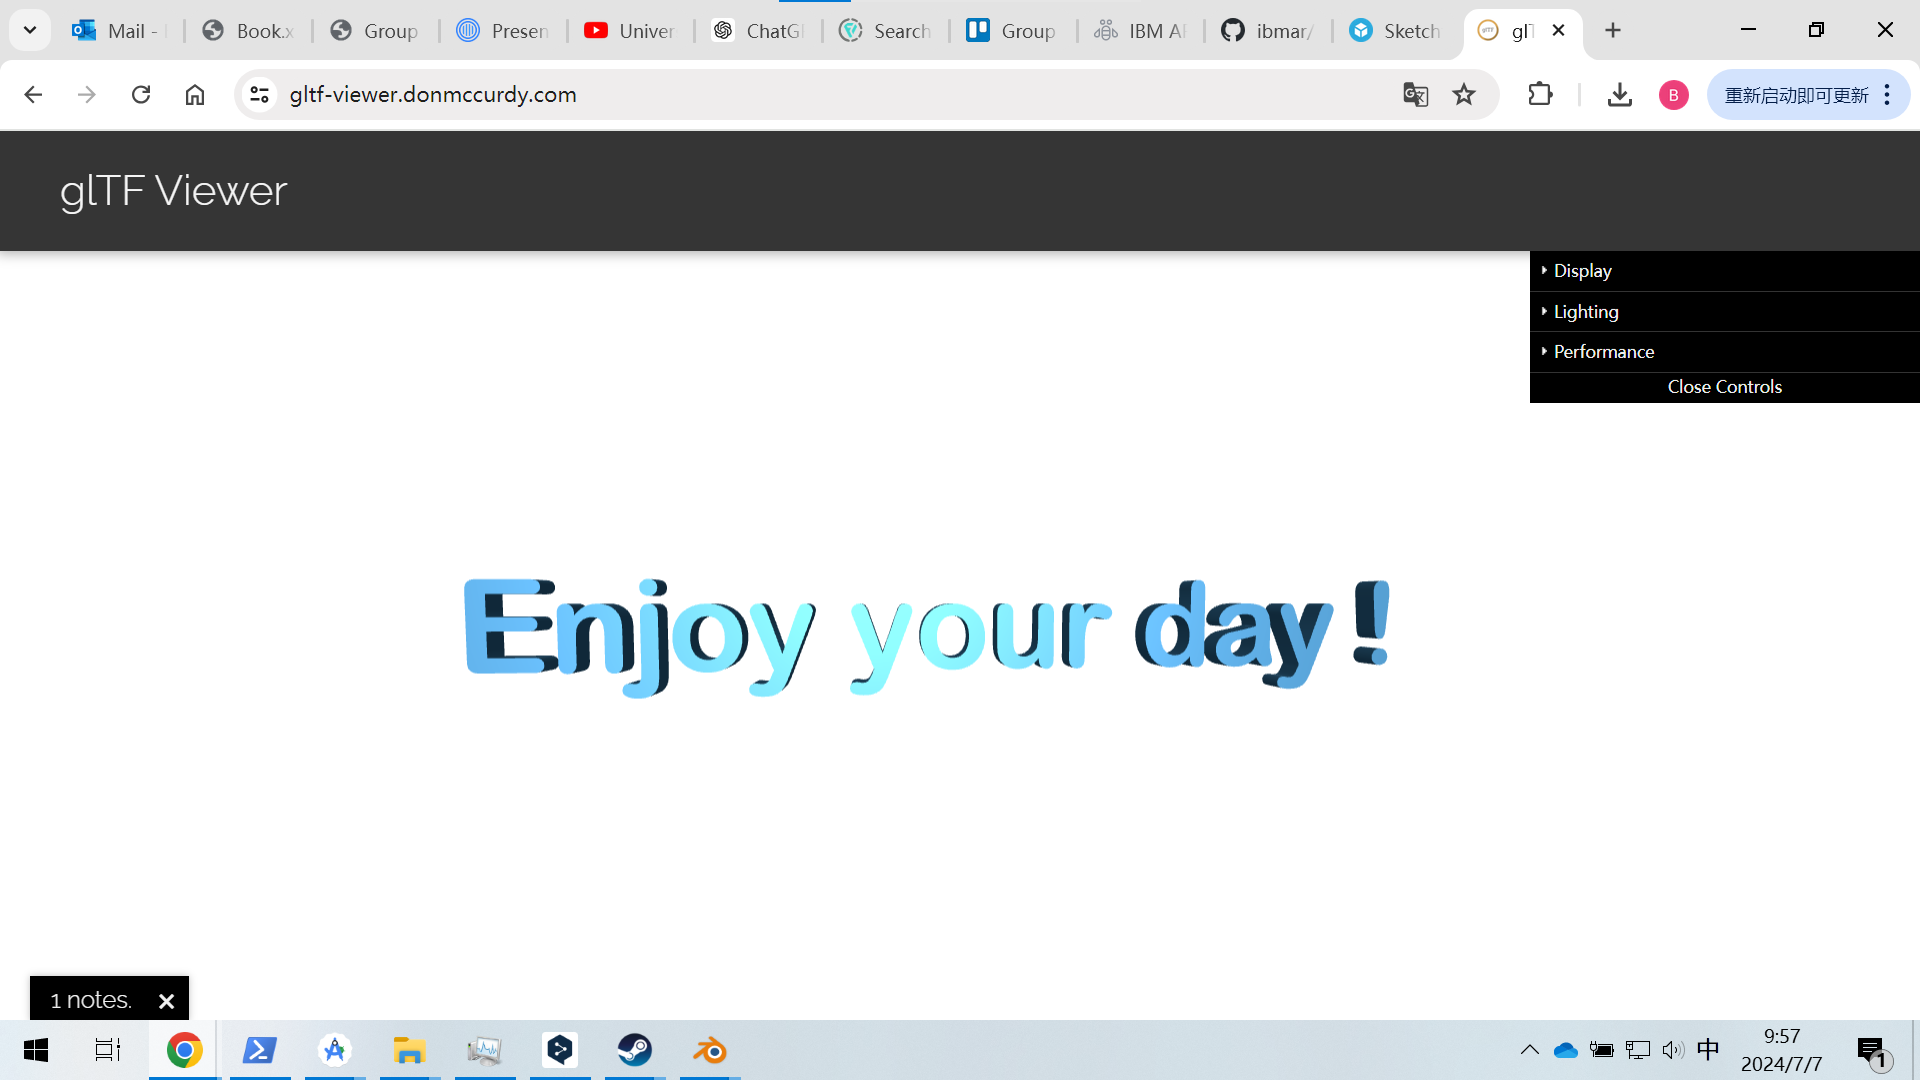 Mail -
Book.x
Group
Presen
Univer
ChatG
Search
Group
IBM AP
ibmar/
Sketch
glT
gltf-viewer.donmccurdy.com
B
重新启动即可更新
glTF Viewer
Display
Lighting
Performance
Close Controls
Enjoy your day!
1 notes.
中
9:57
2024/7/7
1